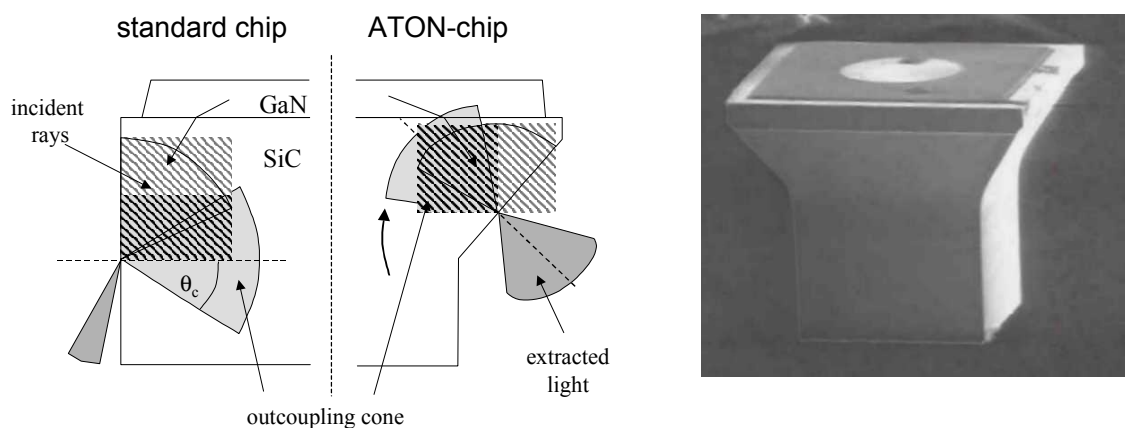 standard chip
ATON-chip
incident
rays
GaN
SiC
θc
extracted
light
outcoupling cone